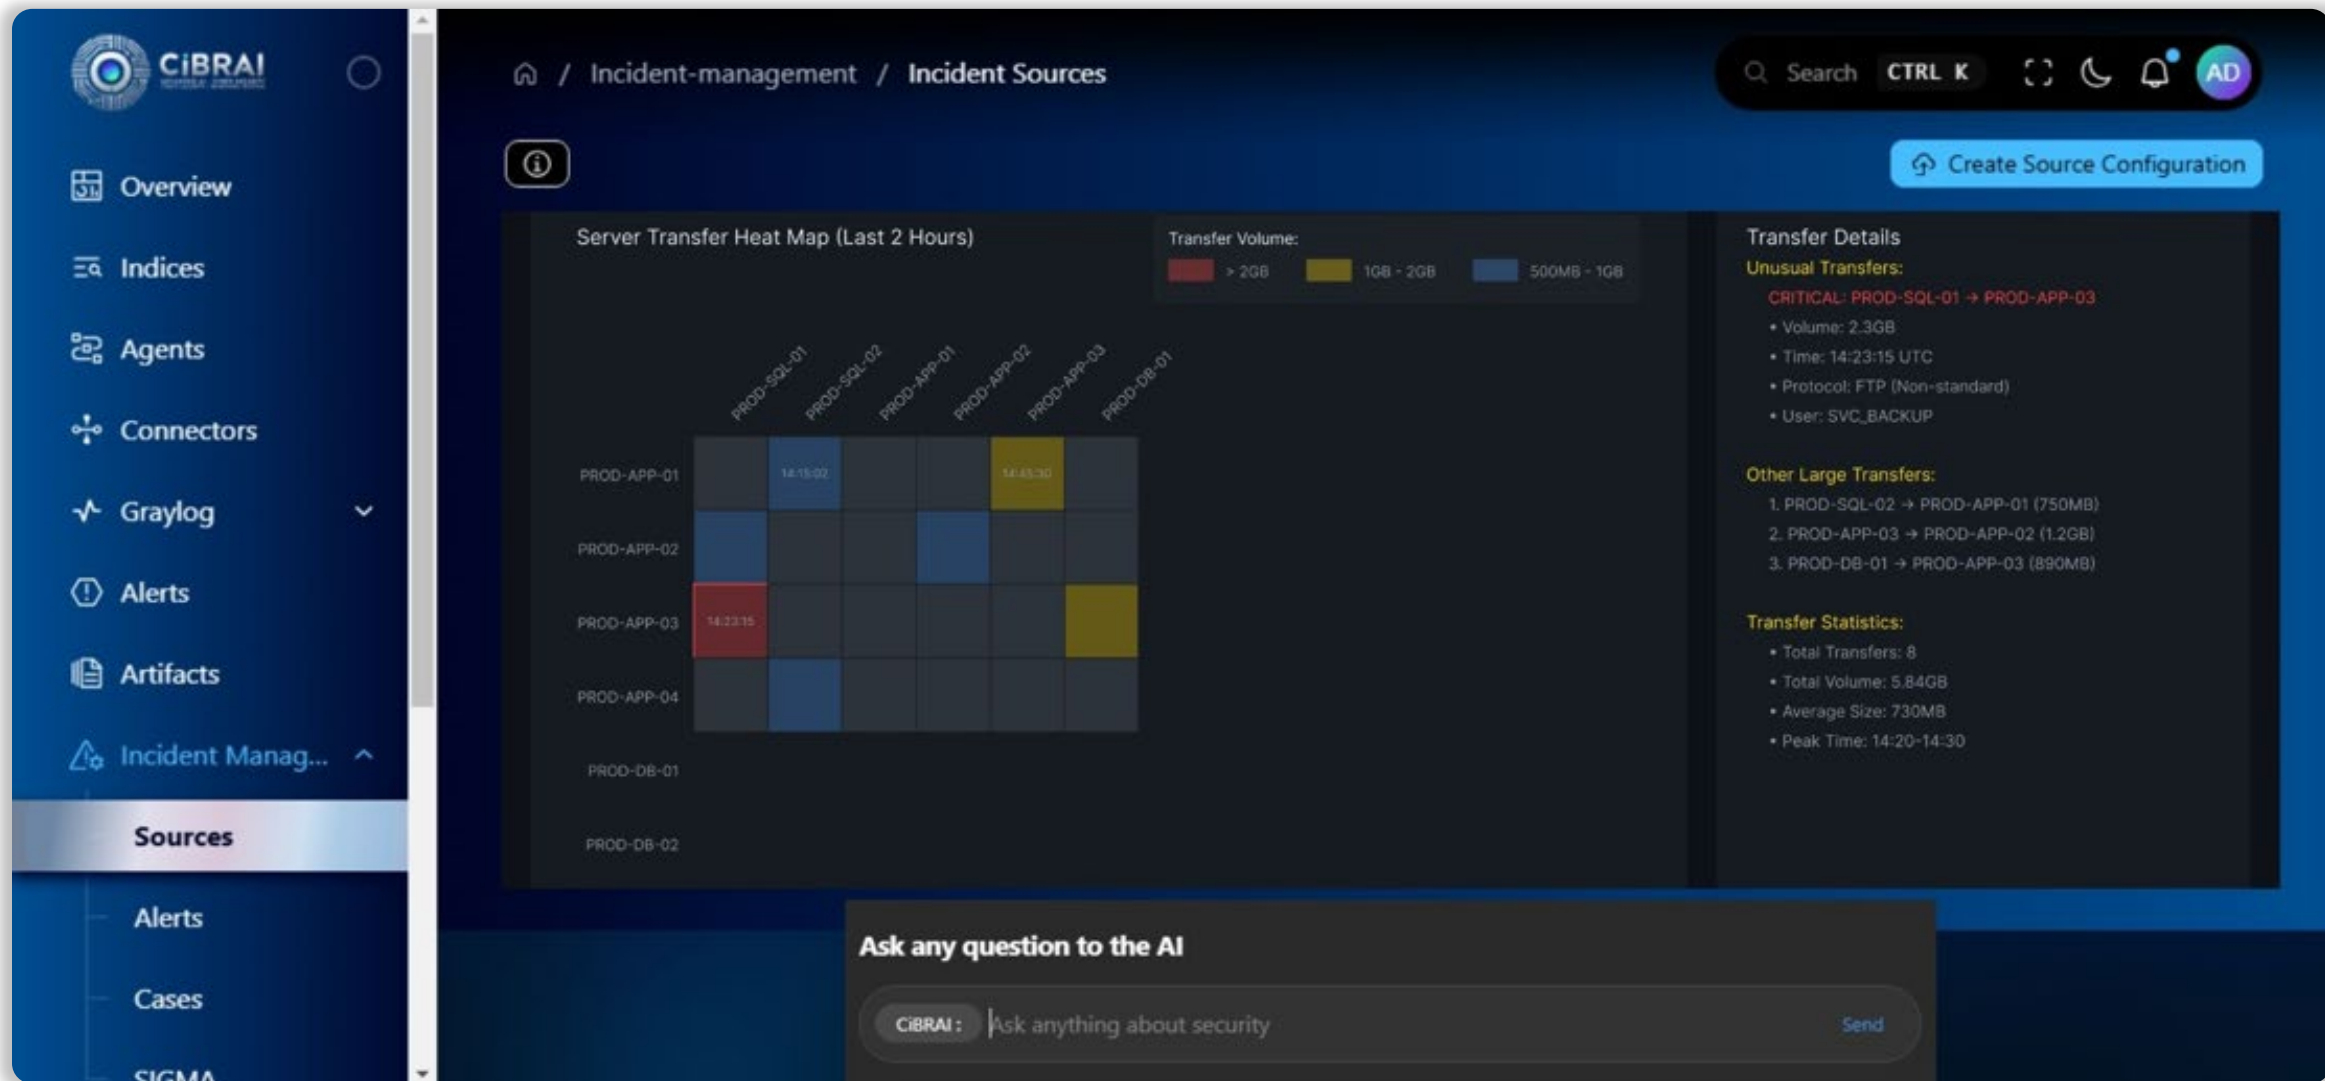 CiBRAI
Overview
Indices
Agents
Connectors
Graylog
Alerts
Artifacts
Incident Manag...
Sources
Alerts
Cases
SIGMA
/ Incident-management / Incident Sources
Search CTRL K
AD
Create Source Configuration
Server Transfer Heat Map (Last 2 Hours)
Transfer Volume:
> 2GB 1GB - 2GB 500MB - 1GB
PROD-SQL-01 PROD-SQL-02 PROD-APP-01 PROD-APP-02 PROD-APP-03 PROD-DB-01
PROD-APP-01 14:15:02 14:45:30
PROD-APP-02
PROD-APP-03 14:23:15
PROD-APP-04
PROD-DB-01
PROD-DB-02
Transfer Details
Unusual Transfers:
CRITICAL: PROD-SQL-01 → PROD-APP-03
• Volume: 2.3GB
• Time: 14:23:15 UTC
• Protocol: FTP (Non-standard)
• User: SVC_BACKUP
Other Large Transfers:
1. PROD-SQL-02 → PROD-APP-01 (750MB)
2. PROD-APP-03 → PROD-APP-02 (1.2GB)
3. PROD-DB-01 → PROD-APP-03 (890MB)
Transfer Statistics:
• Total Transfers: 8
• Total Volume: 5.84GB
• Average Size: 730MB
• Peak Time: 14:20-14:30
Ask any question to the AI
CiBRAI : Ask anything about security
Send